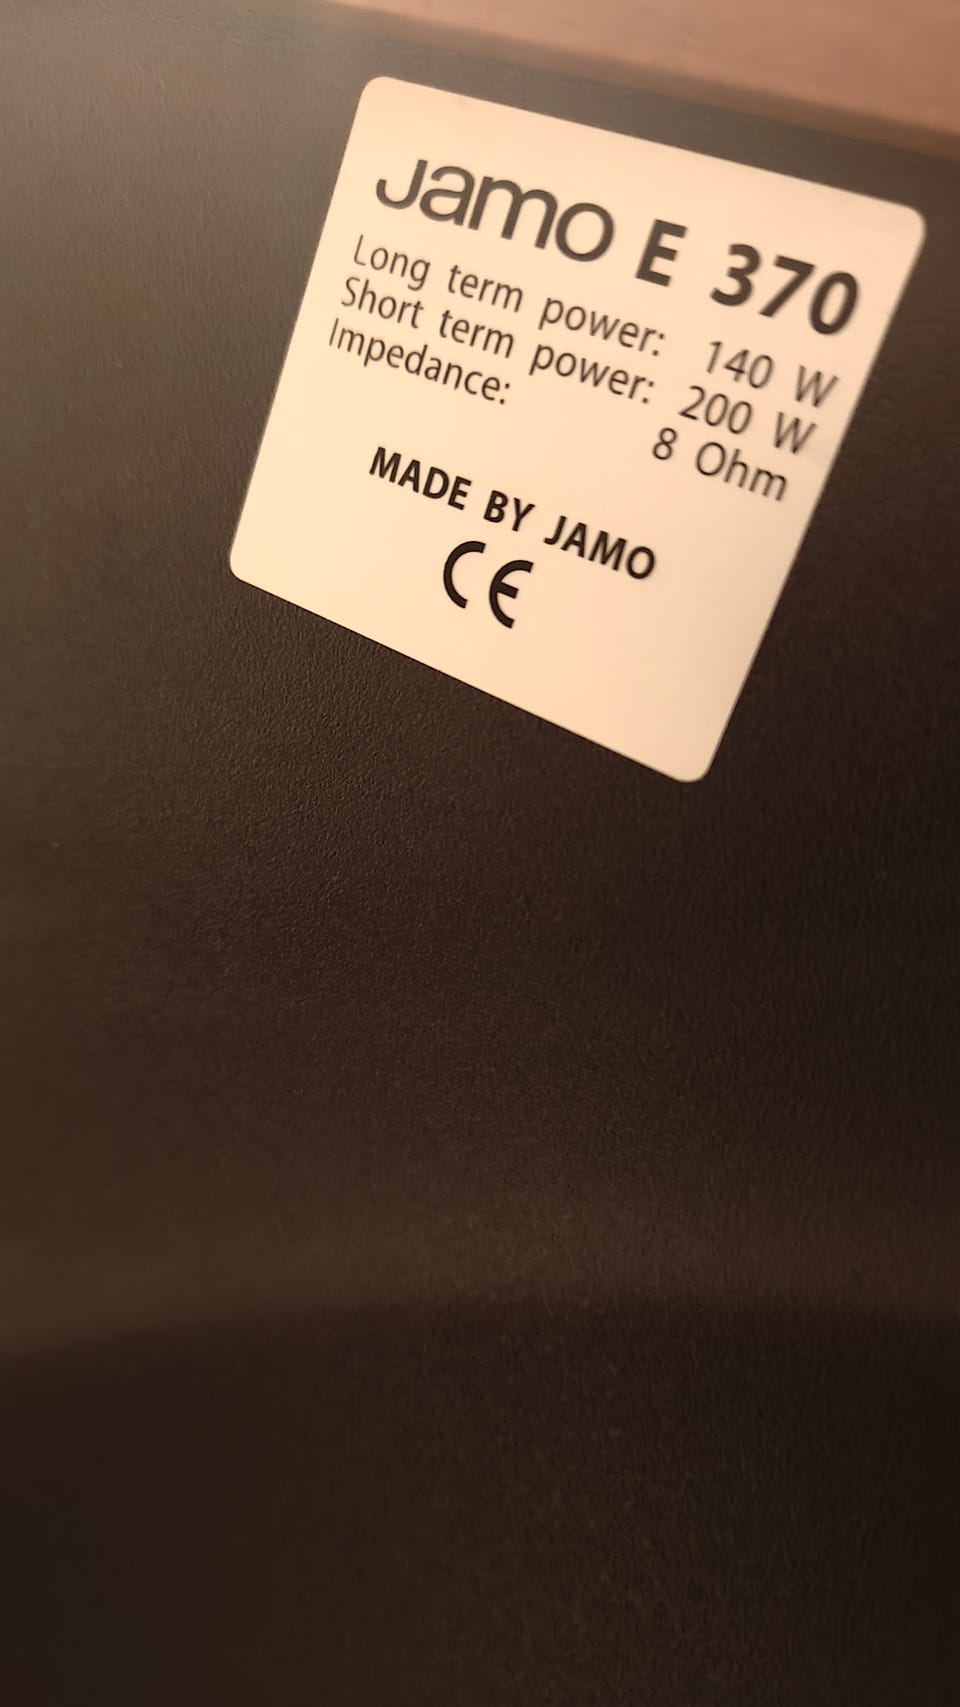 Jamo E 370
Long term power: 140 W
Short term power: 200 W
Impedance: 8 Ohm
MADE BY JAMO
CE